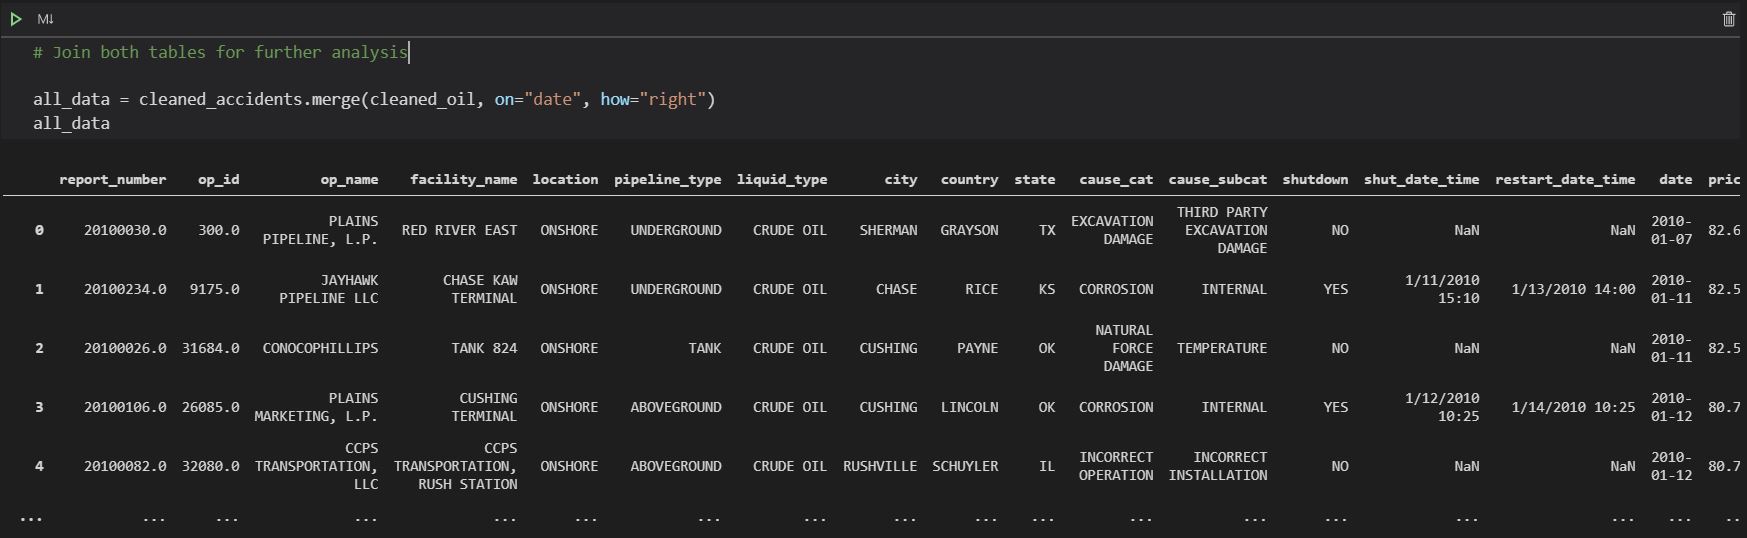 M↓
# Join both tables for further analysis
all_data = cleaned_accidents.merge(cleaned_oil, on="date", how="right")
all_data
report_number op_id op_name facility_name location pipeline_type liquid_type city country state cause_cat cause_subcat shutdown shut_date_time restart_date_time date pric
0 20100030.0 300.0 PLAINS PIPELINE, L.P. RED RIVER EAST ONSHORE UNDERGROUND CRUDE OIL SHERMAN GRAYSON TX EXCAVATION DAMAGE THIRD PARTY EXCAVATION DAMAGE NO NaN NaN 2010-01-07 82.6
1 20100234.0 9175.0 JAYHAWK PIPELINE LLC CHASE KAW TERMINAL ONSHORE UNDERGROUND CRUDE OIL CHASE RICE KS CORROSION INTERNAL YES 1/11/2010 15:10 1/13/2010 14:00 2010-01-11 82.5
2 20100026.0 31684.0 CONOCOPHILLIPS TANK 824 ONSHORE TANK CRUDE OIL CUSHING PAYNE OK NATURAL FORCE DAMAGE TEMPERATURE NO NaN NaN 2010-01-11 82.5
3 20100106.0 26085.0 PLAINS MARKETING, L.P. CUSHING TERMINAL ONSHORE ABOVEGROUND CRUDE OIL CUSHING LINCOLN OK CORROSION INTERNAL YES 1/12/2010 10:25 1/14/2010 10:25 2010-01-12 80.7
4 20100082.0 32080.0 CCPS TRANSPORTATION, LLC CCPS TRANSPORTATION, RUSH STATION ONSHORE ABOVEGROUND CRUDE OIL RUSHVILLE SCHUYLER IL INCORRECT OPERATION INCORRECT INSTALLATION NO NaN NaN 2010-01-12 80.7
... ... ... ... ... ... ... ... ... ... ... ... ... ... ... ... ... ..